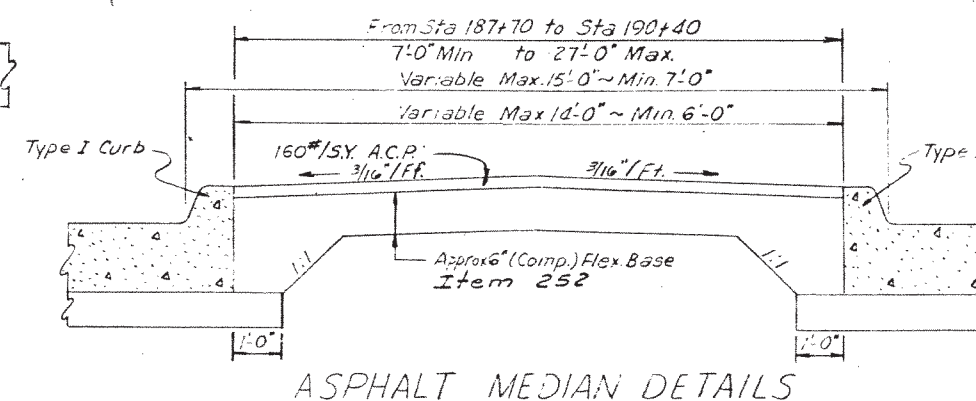 From Sta 187+70 to Sta 190+40
7'-0" Min to 27'-0" Max.
Variable Max. 15'-0" ~ Min. 7'-0"
Variable Max 14'-0" ~ Min. 6'-0"
Type I Curb
160#/S.Y. A.C.P.
Type
3/16"/Ft. 3/16"/Ft.
1:1 1:1
Approx 6" (Comp.) Flex. Base
Item 252
1'-0" 1'-0"
ASPHALT MEDIAN DETAILS